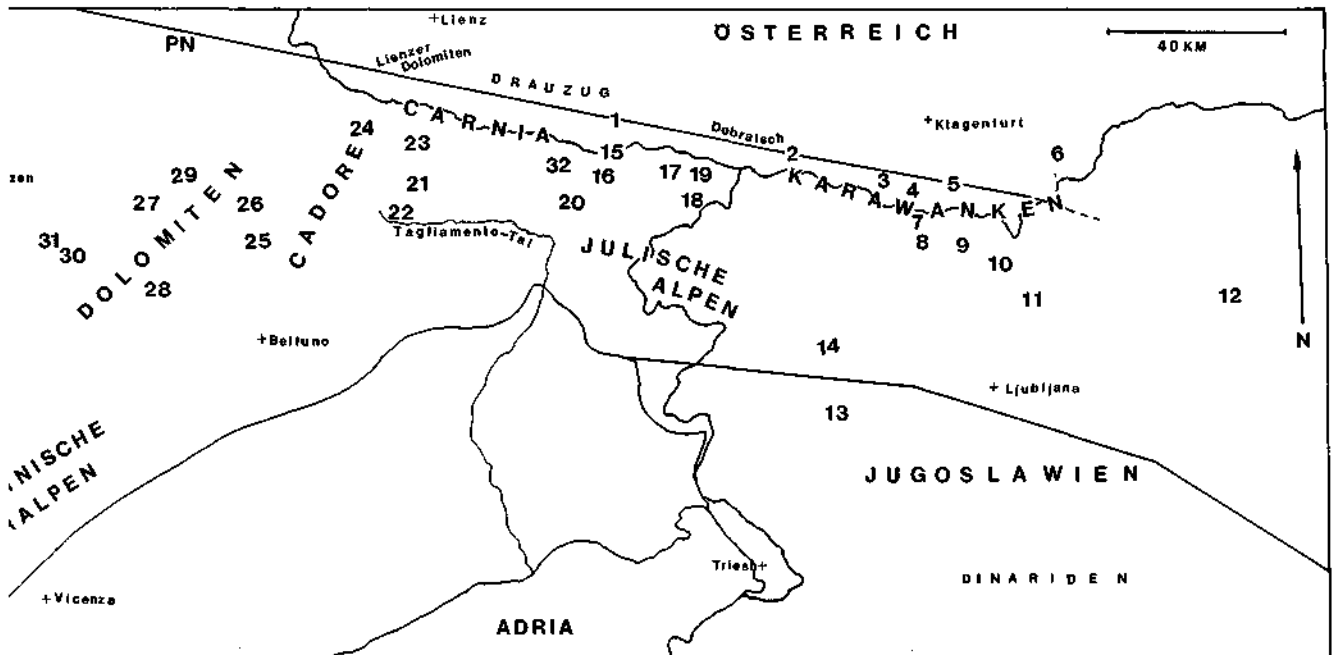 +Lienz
ÖSTERREICH
40 KM
PN
Lienzer
Dolomiten
DRAUZUG
1
Dobratsch
+Klagenfurt
24
CARNIA
23
32
15
2
6
zen
29
21
16
17
19
KARAWANKEN
3
4
5
27
26
CADORE
22
20
18
7
DOLOMITEN
Tagliamento-Tal
31
30
25
JULISCHE
ALPEN
8
9
10
28
11
12
+Belluno
14
N
13
+Ljubljana
NISCHE
ALPEN
JUGOSLAWIEN
Triest+
DINARIDEN
+Vicenza
ADRIA